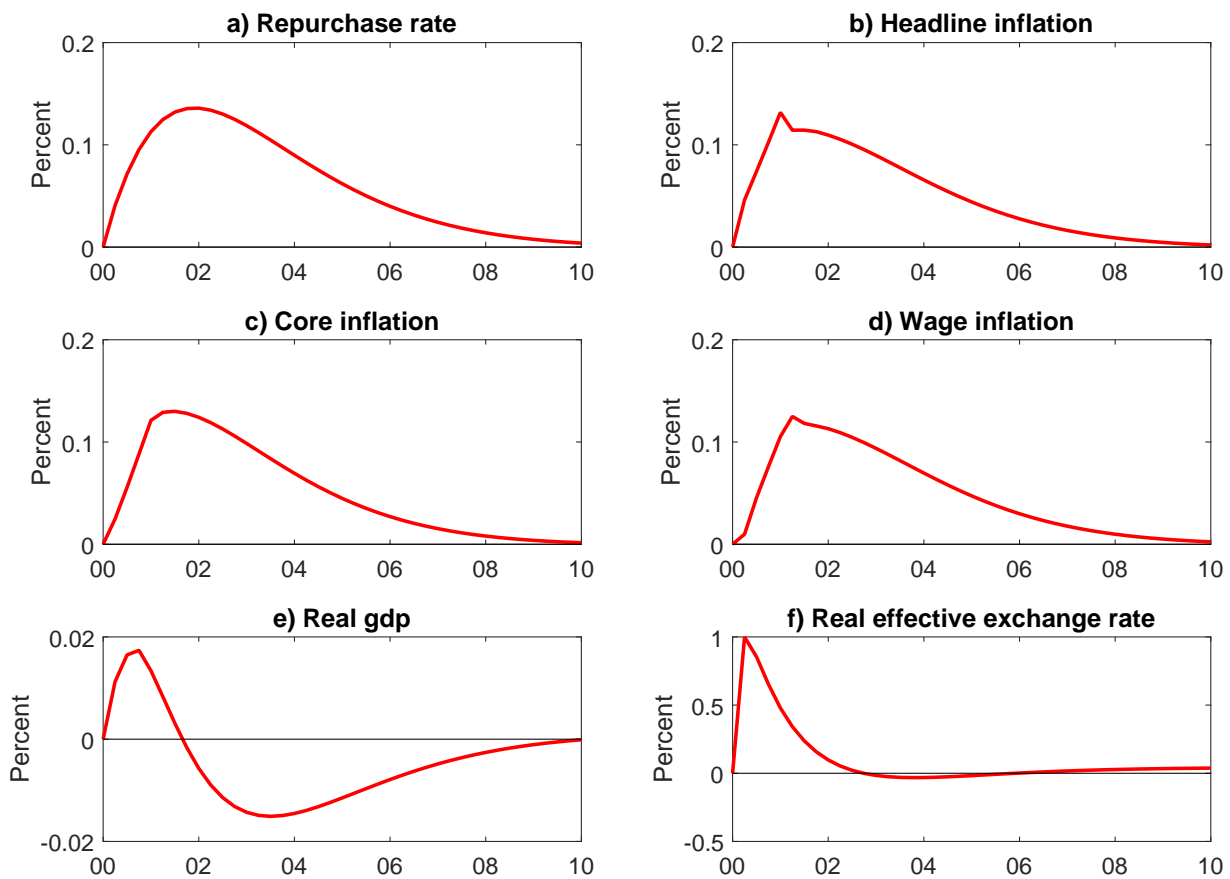 a) Repurchase rate
0.2
0.1
0
Percent
00 02 04 06 08 10
b) Headline inflation
0.2
0.1
0
Percent
00 02 04 06 08 10
c) Core inflation
0.2
0.1
0
Percent
00 02 04 06 08 10
d) Wage inflation
0.2
0.1
0
Percent
00 02 04 06 08 10
e) Real gdp
0.02
0
-0.02
Percent
00 02 04 06 08 10
f) Real effective exchange rate
1
0.5
0
-0.5
Percent
00 02 04 06 08 10